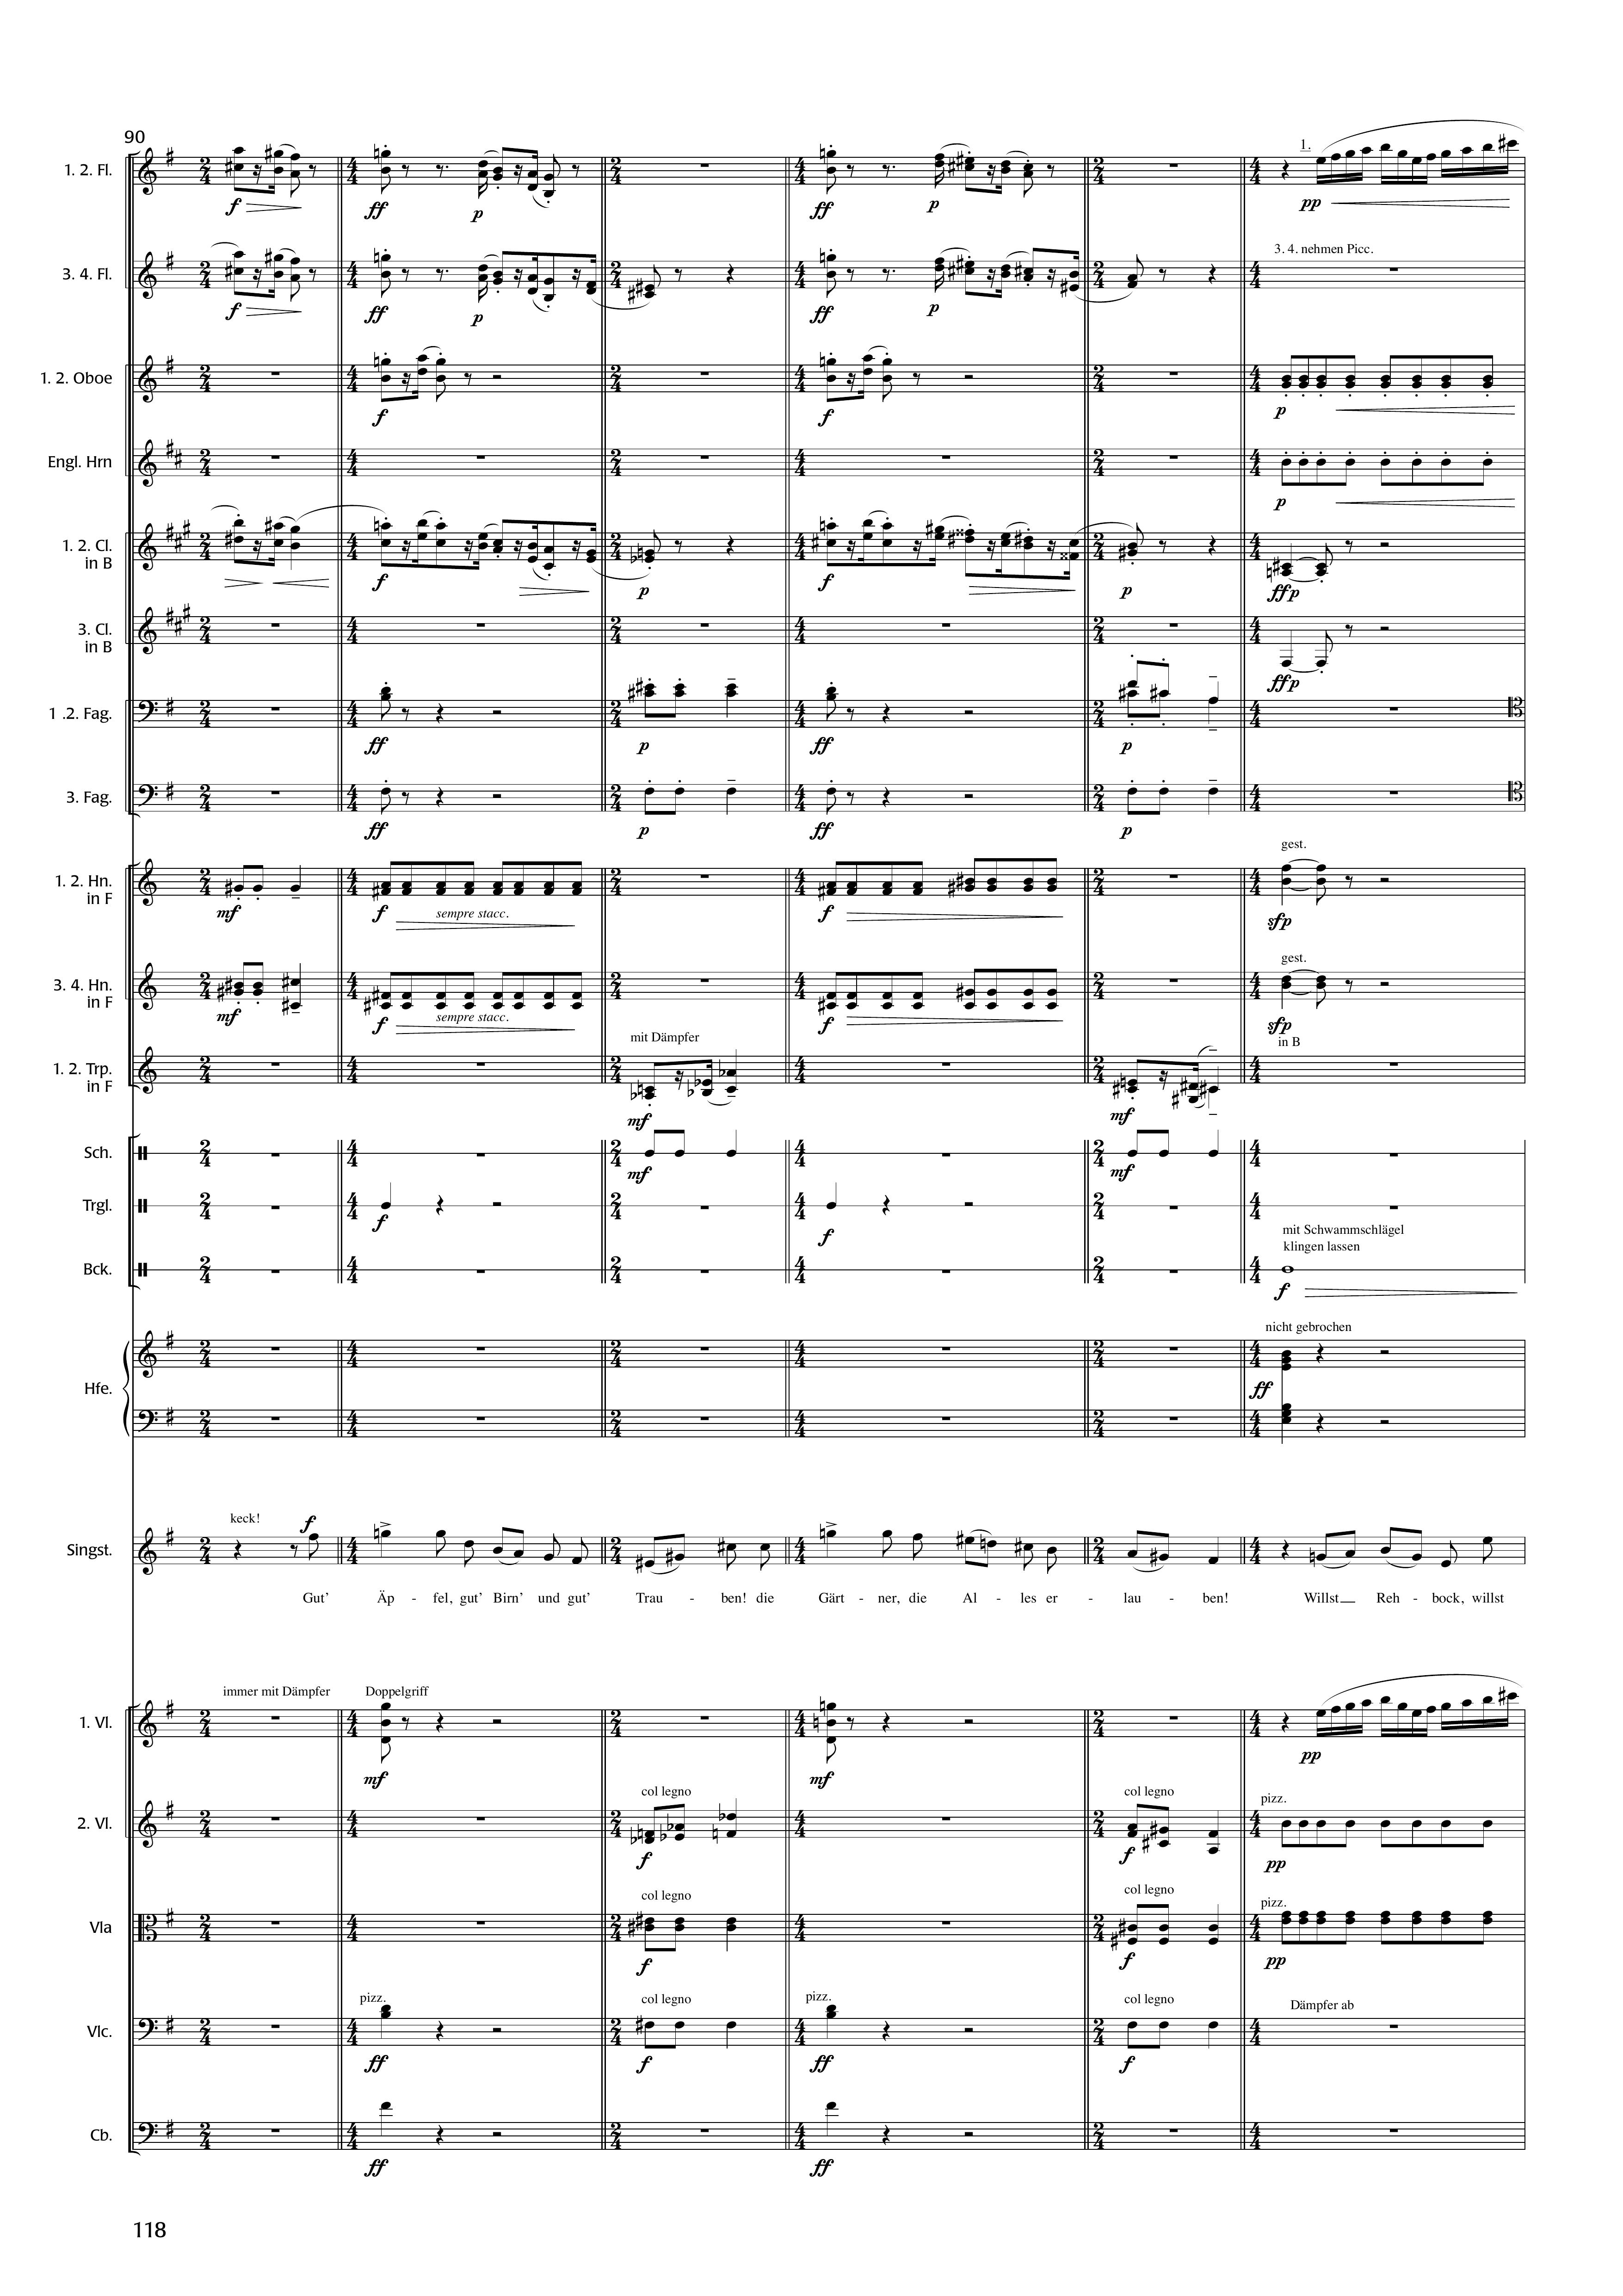 90
1. 2. Fl.
f
ff
p
ff
p
1.
pp
3. 4. Fl.
f
ff
p
ff
p
3. 4. nehmen Picc.
1. 2. Oboe
f
f
p
Engl. Hrn
p
1. 2. Cl.
in B
f
p
f
p
ffp
3. Cl.
in B
ffp
1 .2. Fag.
ff
p
ff
p
3. Fag.
ff
p
ff
p
gest.
1. 2. Hn.
in F
mf
f
sempre stacc.
f
sfp
gest.
3. 4. Hn.
in F
mf
f
sempre stacc.
f
sfp
mit Dämpfer
in B
1. 2. Trp.
in F
mf
mf
Sch.
mf
mf
Trgl.
f
f
mit Schwammschlägel
klingen lassen
Bck.
f
nicht gebrochen
Hfe.
ff
keck!
f
Singst.
Gut’ Äp - fel, gut’ Birn’ und gut’ Trau - ben! die Gärt - ner, die Al - les er - lau - ben! Willst Reh - bock, willst
immer mit Dämpfer
Doppelgriff
1. Vl.
mf
mf
pp
col legno
col legno
pizz.
2. Vl.
f
f
pp
col legno
col legno
pizz.
Vla
f
f
pp
pizz.
col legno
pizz.
col legno
Dämpfer ab
Vlc.
ff
f
ff
f
Cb.
ff
ff
118